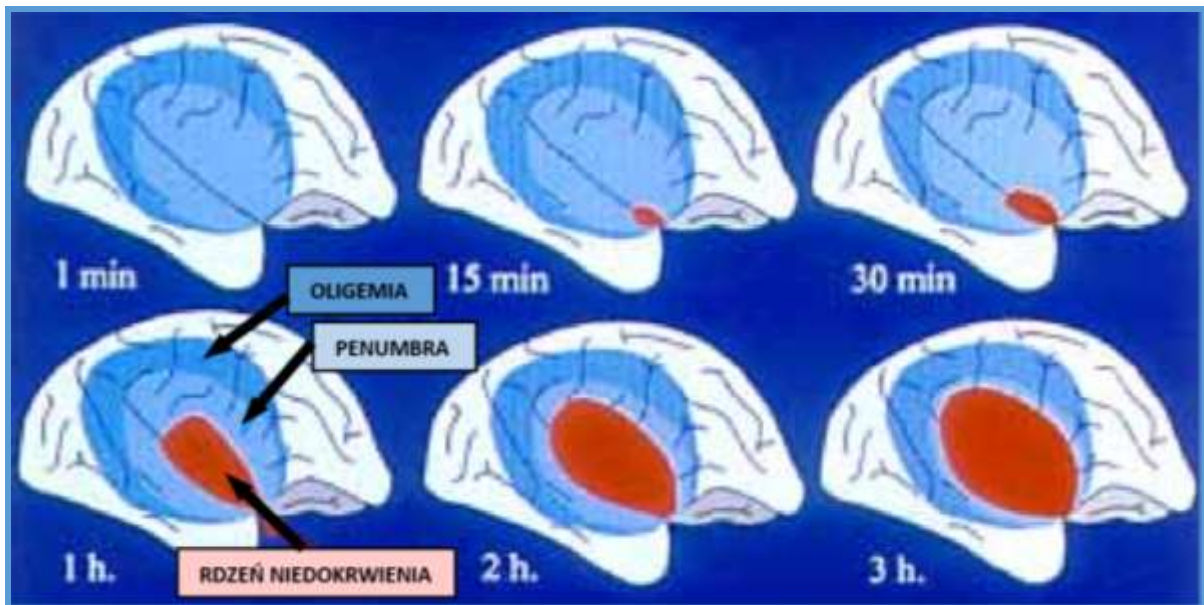 1 min
15 min
30 min
OLIGEMIA
PENUMBRA
1 h.
RDZEŃ NIEDOKRWIENIA
2 h.
3 h.